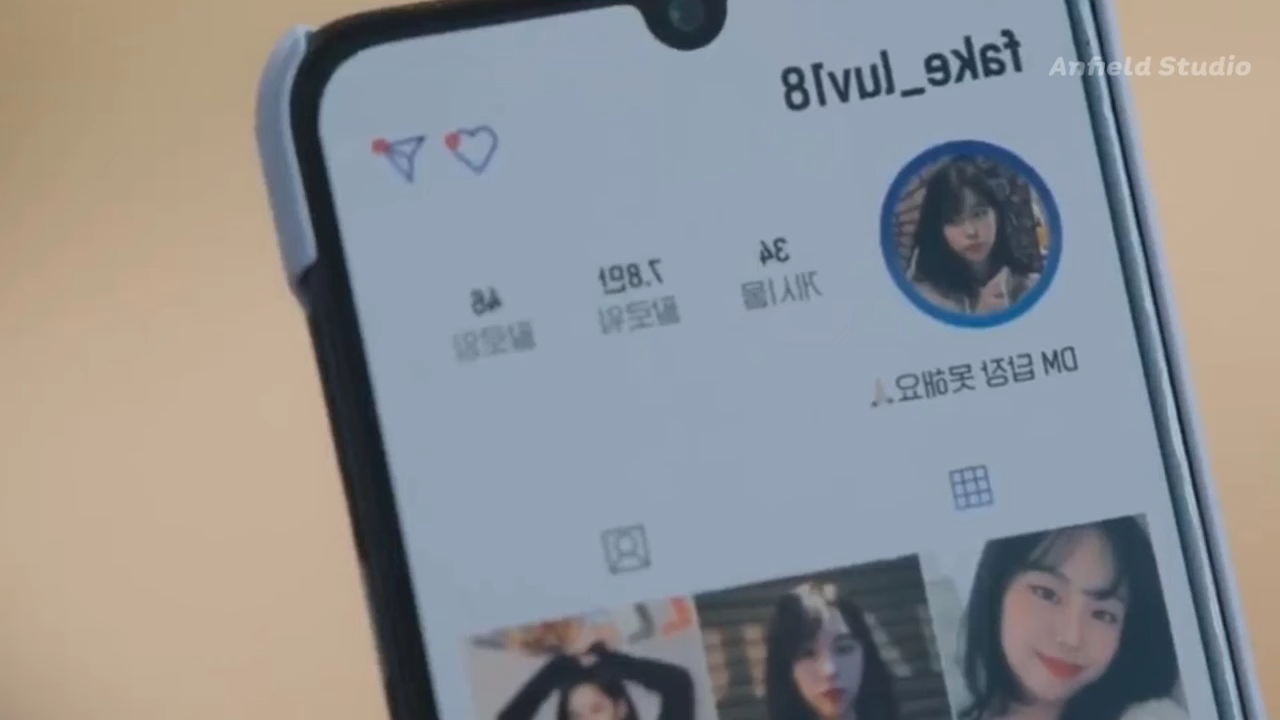 Anfield Studio
fake_luv18
34
게시물
7.8만
팔로워
46
팔로잉
DM 답장 못해요.🙏🏻